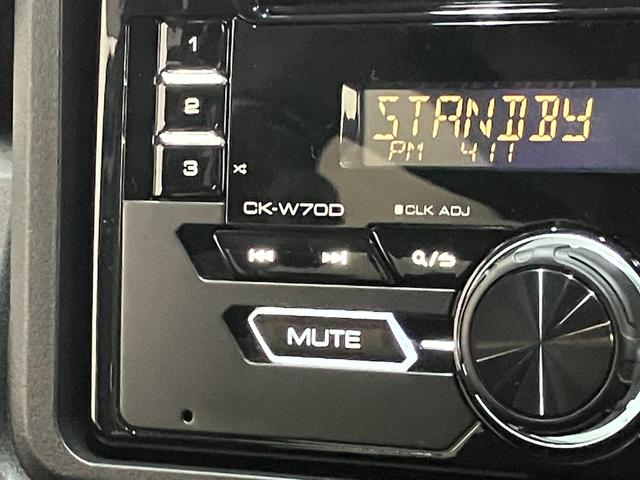 1
STANDBY
2
PM 4 11
3
CK-W70D CLK ADJ
MUTE